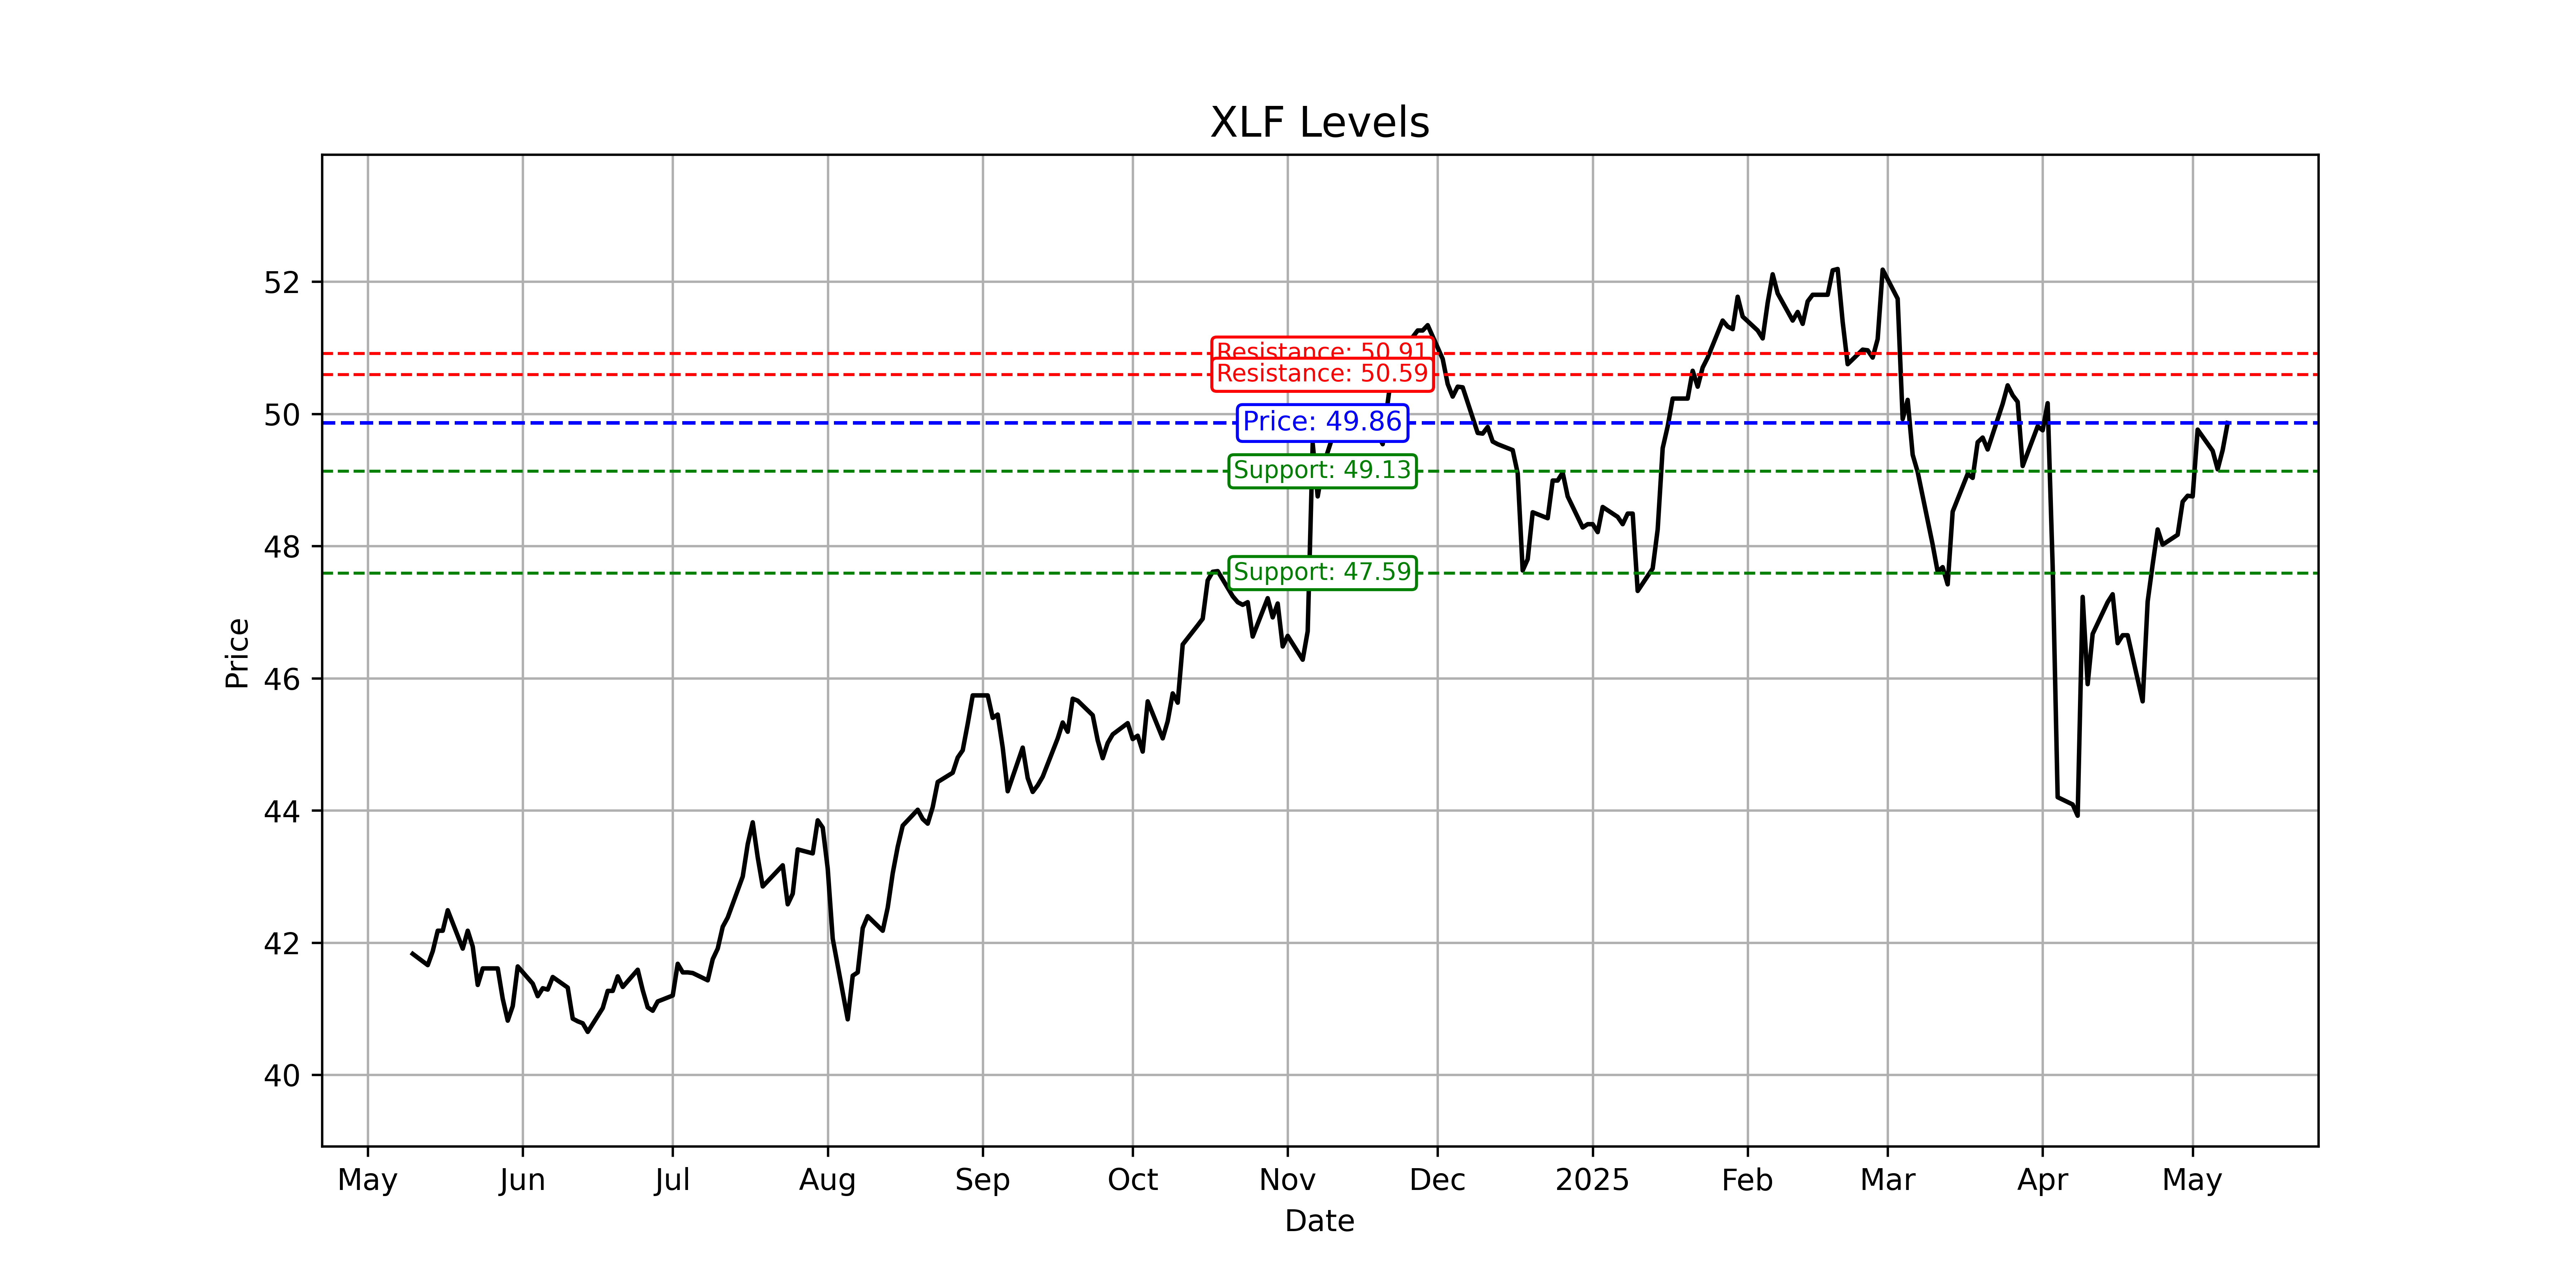 XLF Levels
52
50
48
46
44
42
40
Price
Resistance: 50.91
Resistance: 50.59
Price: 49.86
Support: 49.13
Support: 47.59
May
Jun
Jul
Aug
Sep
Oct
Nov
Dec
2025
Feb
Mar
Apr
May
Date